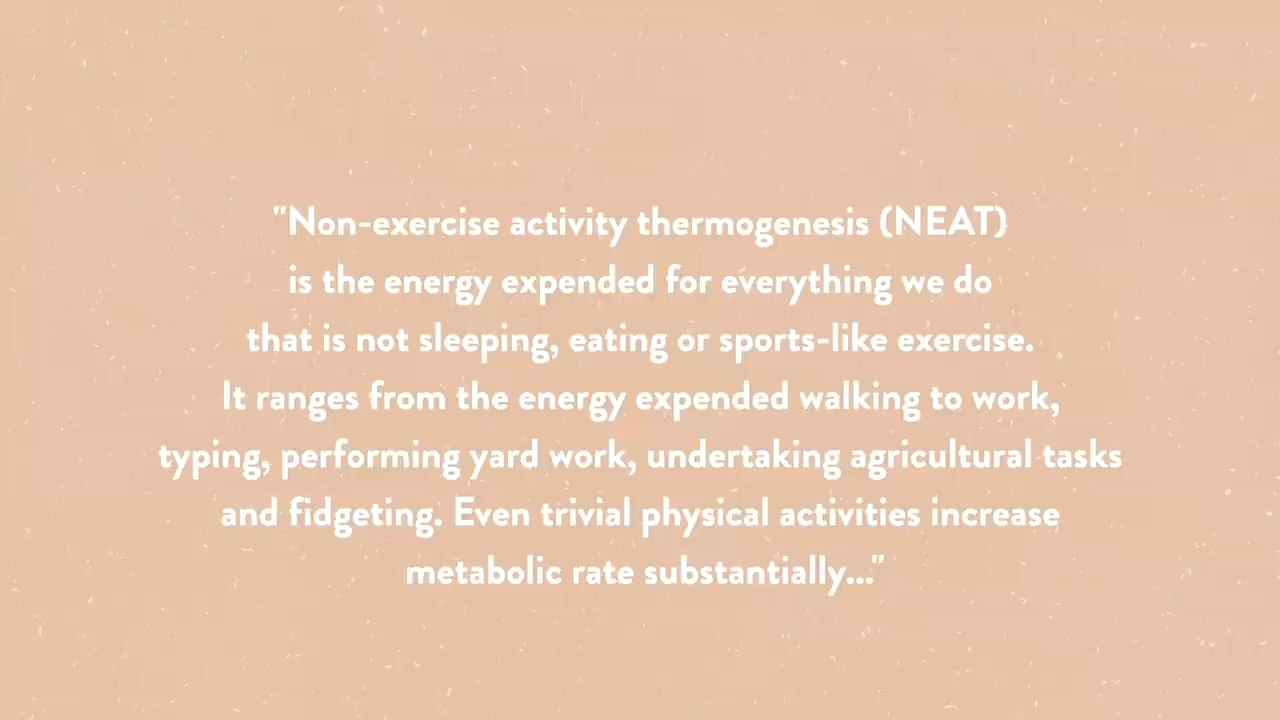 "Non-exercise activity thermogenesis (NEAT)
is the energy expended for everything we do
that is not sleeping, eating or sports-like exercise.
It ranges from the energy expended walking to work,
typing, performing yard work, undertaking agricultural tasks
and fidgeting. Even trivial physical activities increase
metabolic rate substantially..."